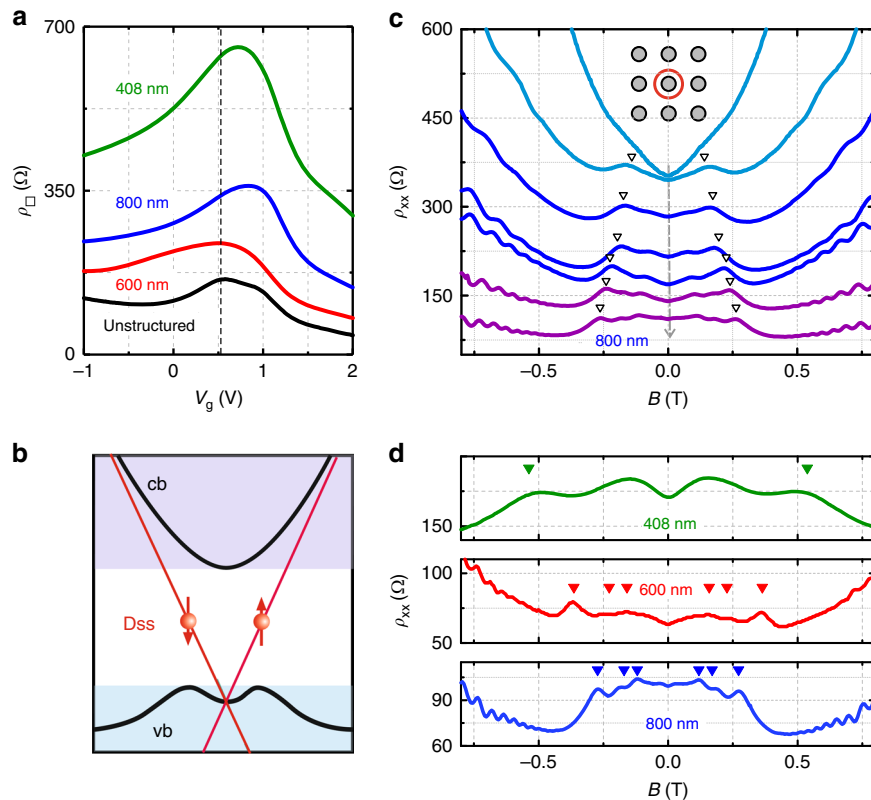 a
700
350
0
ρ□ (Ω)
408 nm
800 nm
600 nm
Unstructured
−1
0
1
2
Vg (V)
b
cb
Dss
vb
c
600
450
300
150
ρxx (Ω)
800 nm
−0.5
0.0
0.5
B (T)
d
150
408 nm
100
50
600 nm
ρxx (Ω)
90
60
800 nm
−0.5
0.0
0.5
B (T)